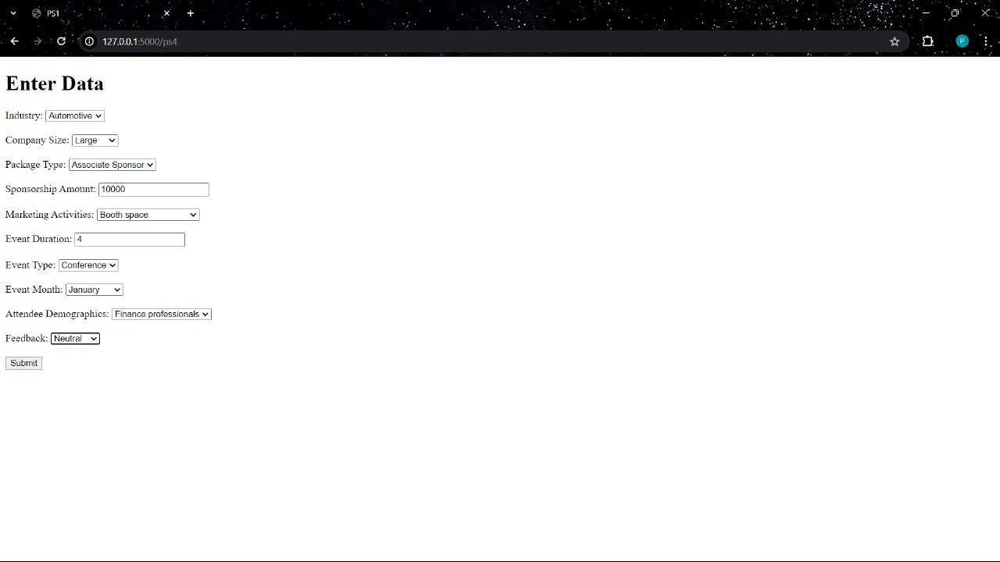 PS1
127.0.0.1:5000/ps4
P
Enter Data
Industry: Automotive
Company Size: Large
Package Type: Associate Sponsor
Sponsorship Amount: 10000
Marketing Activities: Booth space
Event Duration: 4
Event Type: Conference
Event Month: January
Attendee Demographics: Finance professionals
Feedback: Neutral
Submit